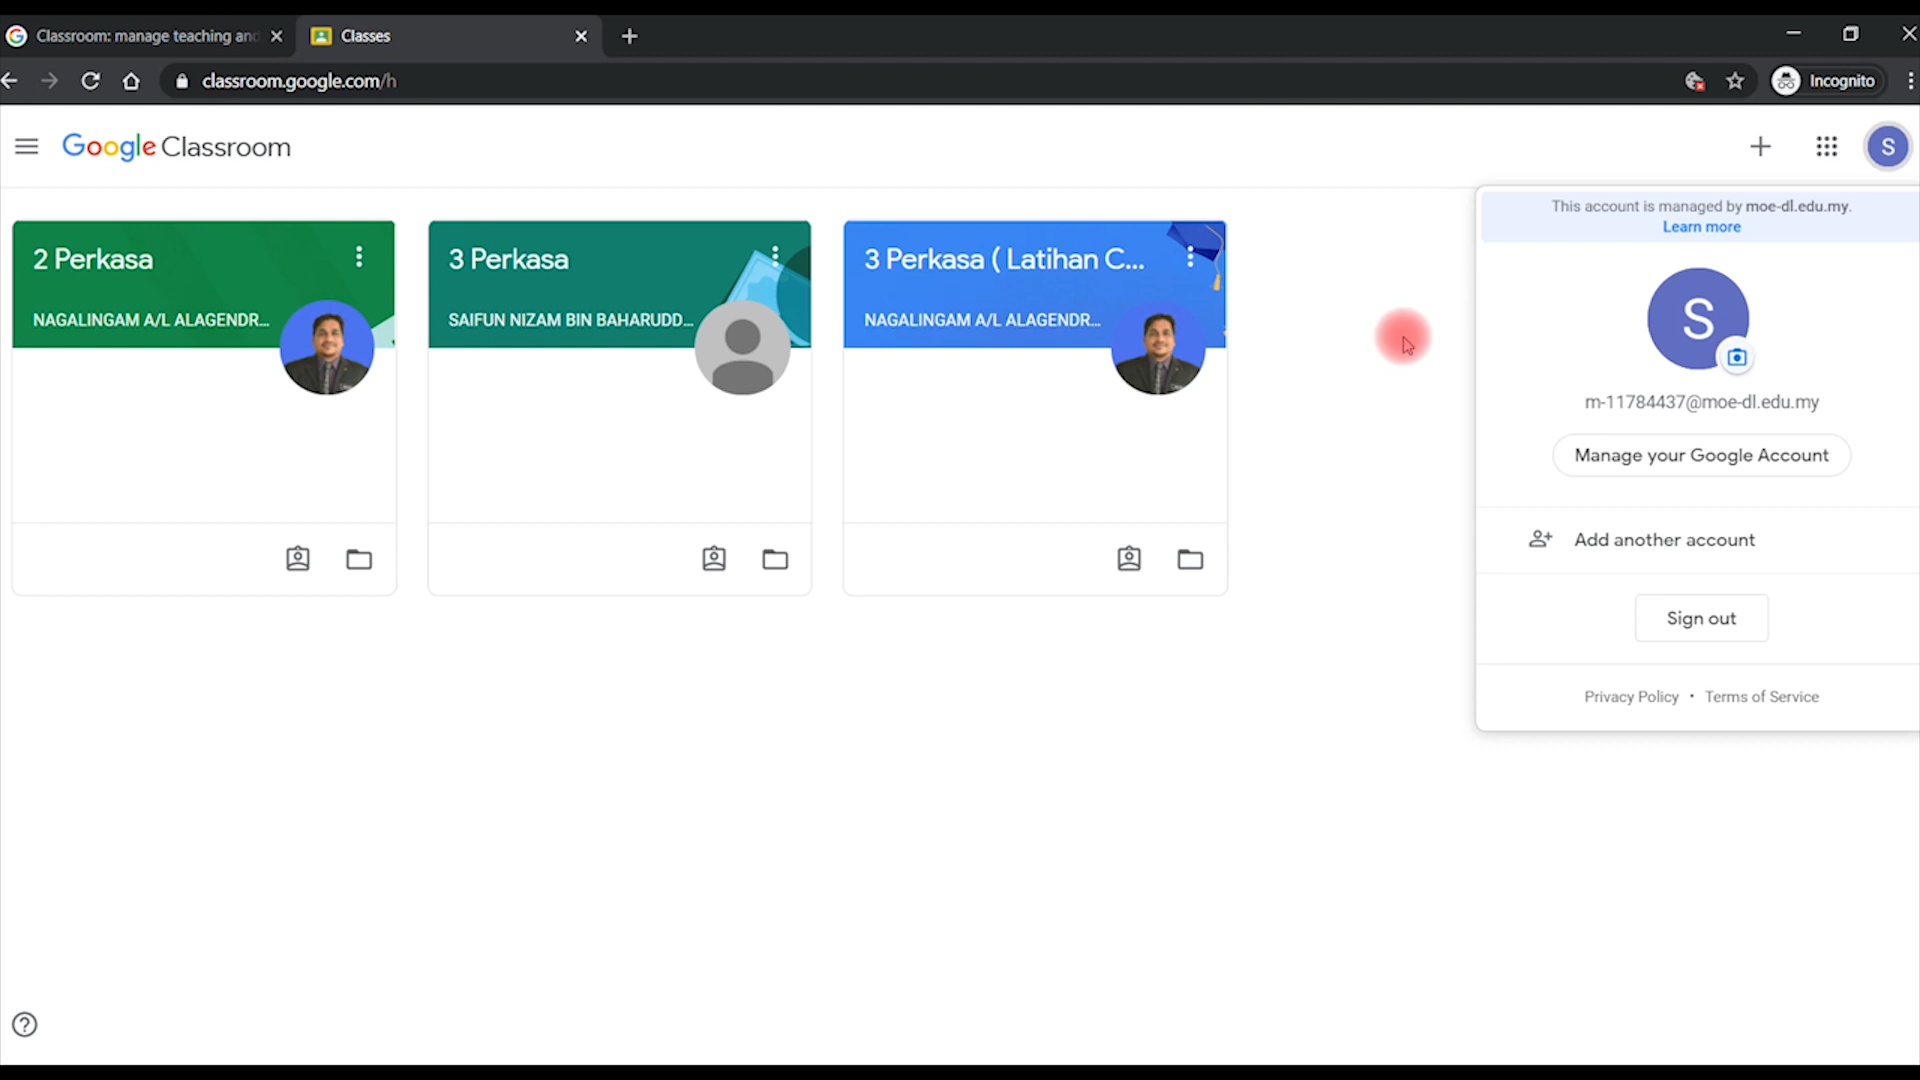 Classroom: manage teaching and
Classes
classroom.google.com/h
Incognito
Google Classroom
S
This account is managed by moe-dl.edu.my.
Learn more
S
m-11784437@moe-dl.edu.my
Manage your Google Account
Add another account
Sign out
Privacy Policy • Terms of Service
2 Perkasa
NAGALINGAM A/L ALAGENDR...
3 Perkasa
SAIFUN NIZAM BIN BAHARUDD...
3 Perkasa ( Latihan C...
NAGALINGAM A/L ALAGENDR...